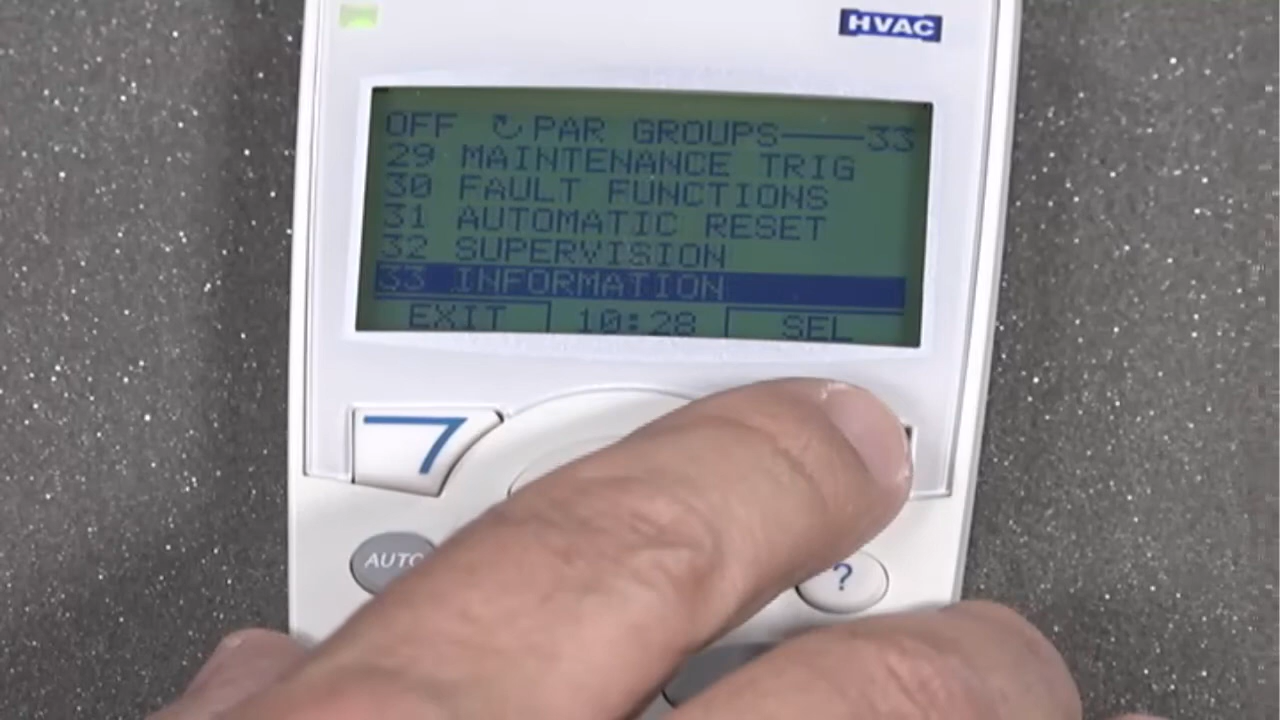 HVAC
OFF ↻ PAR GROUPS——33
29 MAINTENANCE TRIG
30 FAULT FUNCTIONS
31 AUTOMATIC RESET
32 SUPERVISION
33 INFORMATION
EXIT 10:28 SEL
AUTO
?